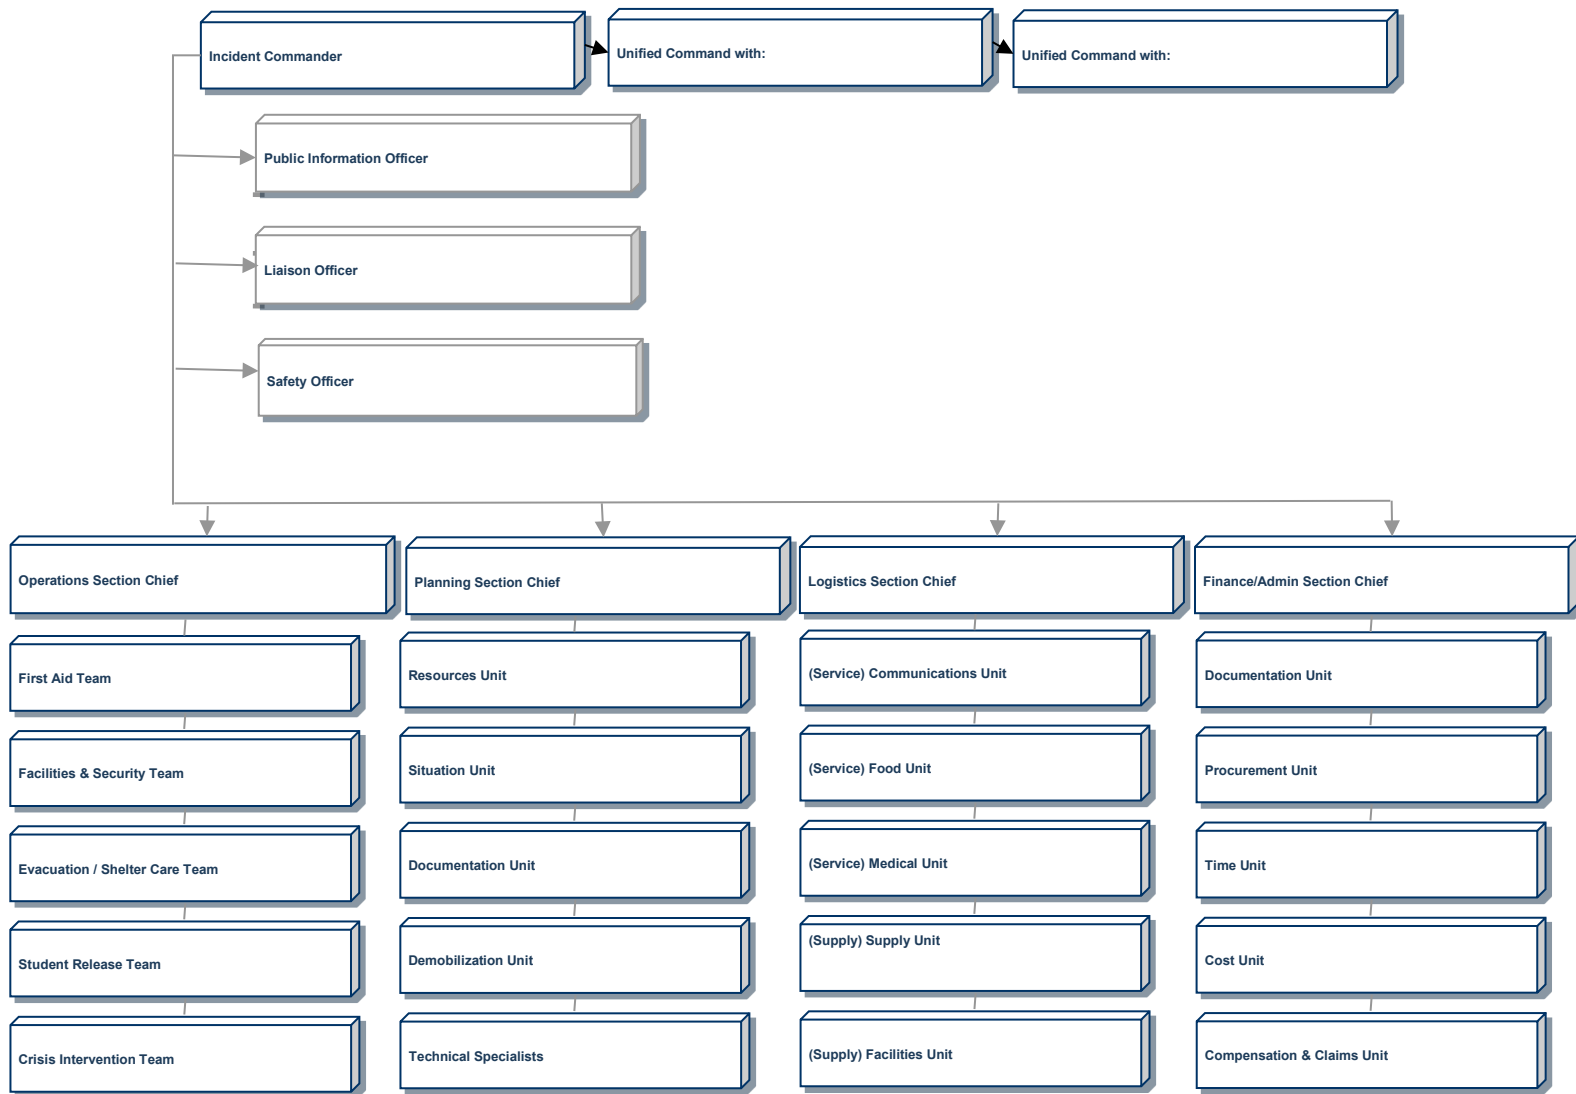 Incident Commander
Unified Command with:
Unified Command with:
Public Information Officer
Liaison Officer
Safety Officer
Operations Section Chief
Planning Section Chief
Logistics Section Chief
Finance/Admin Section Chief
First Aid Team
Resources Unit
(Service) Communications Unit
Documentation Unit
Facilities & Security Team
Situation Unit
(Service) Food Unit
Procurement Unit
Evacuation / Shelter Care Team
Documentation Unit
(Service) Medical Unit
Time Unit
Student Release Team
Demobilization Unit
(Supply) Supply Unit
Cost Unit
Crisis Intervention Team
Technical Specialists
(Supply) Facilities Unit
Compensation & Claims Unit